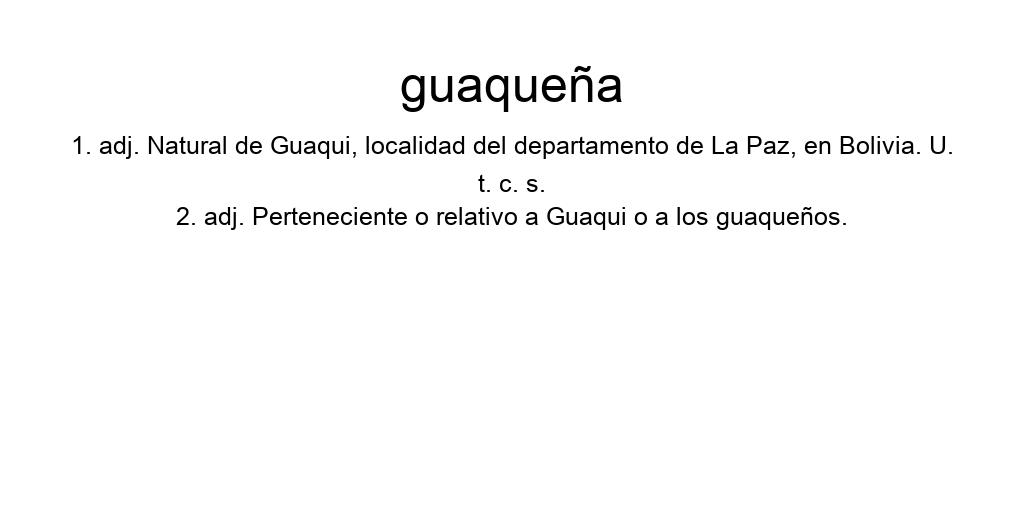 guaqueña
1. adj. Natural de Guaqui, localidad del departamento de La Paz, en Bolivia. U.
t. c. s.
2. adj. Perteneciente o relativo a Guaqui o a los guaqueños.